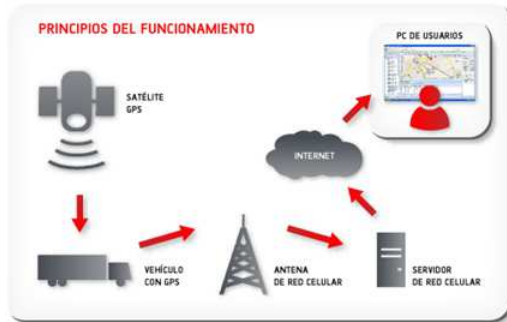 PRINCIPIOS DEL FUNCIONAMIENTO
PC DE USUARIOS
SATÉLITE
GPS
INTERNET
VEHÍCULO
CON GPS
ANTENA
DE RED CELULAR
SERVIDOR
DE RED CELULAR